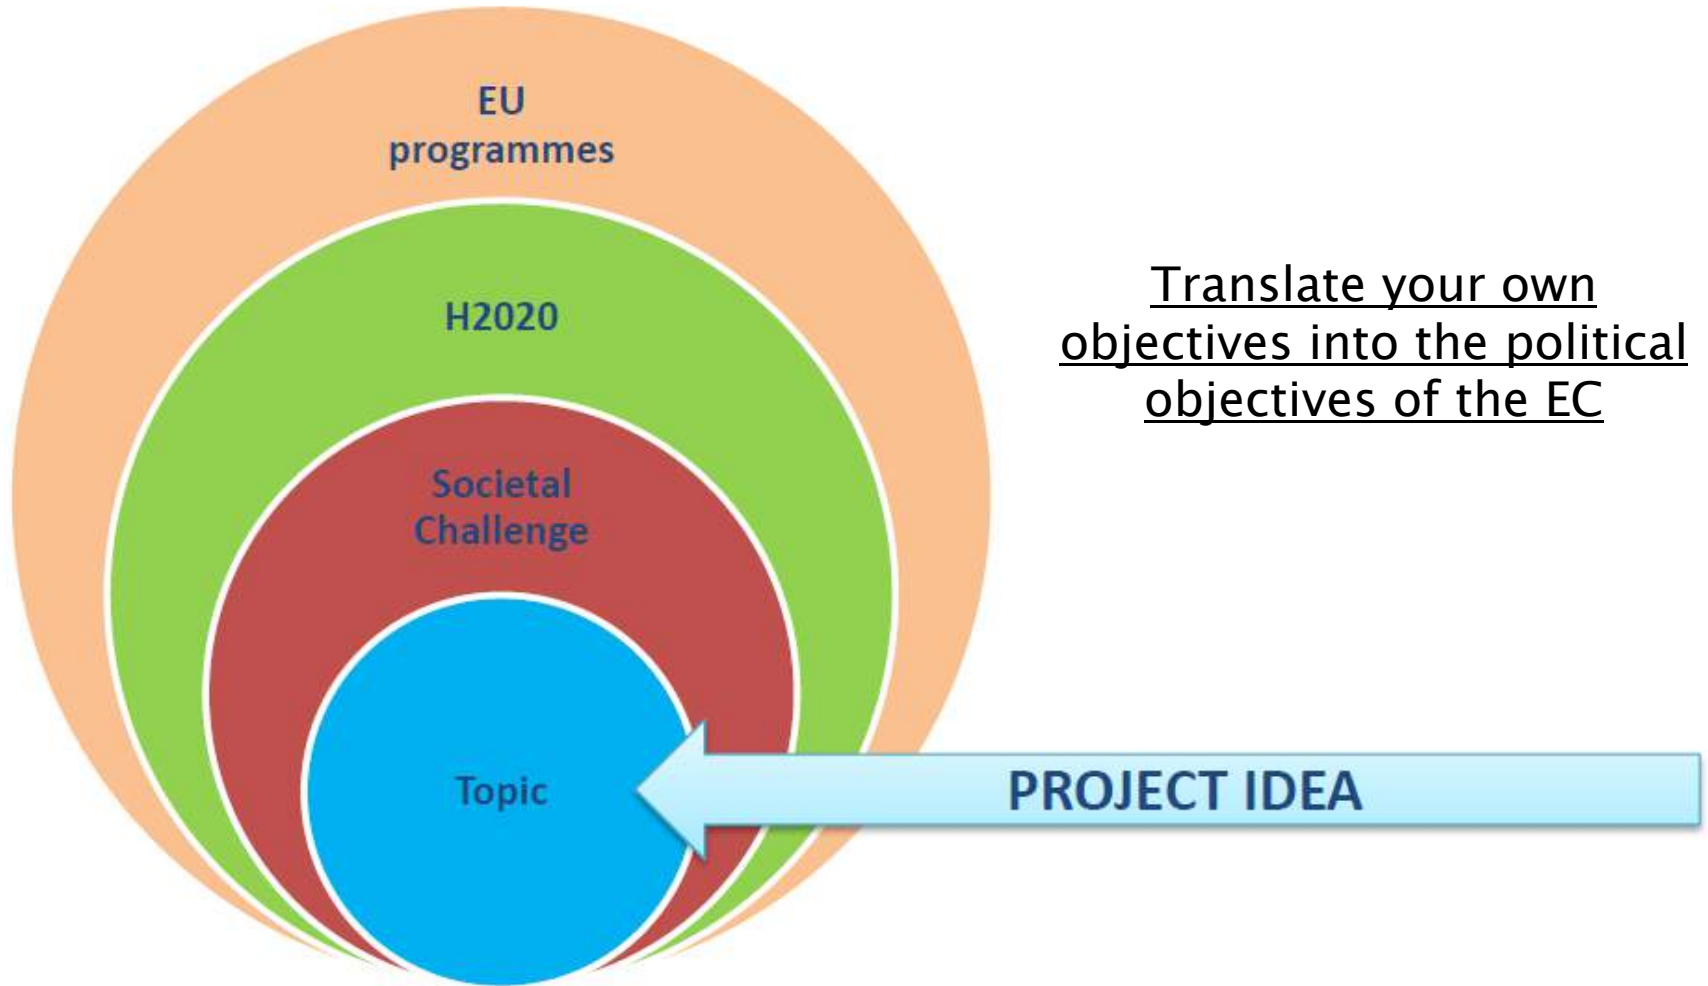 EU
programmes
H2020
Translate your own
objectives into the political
objectives of the EC
Societal
Challenge
Topic
PROJECT IDEA